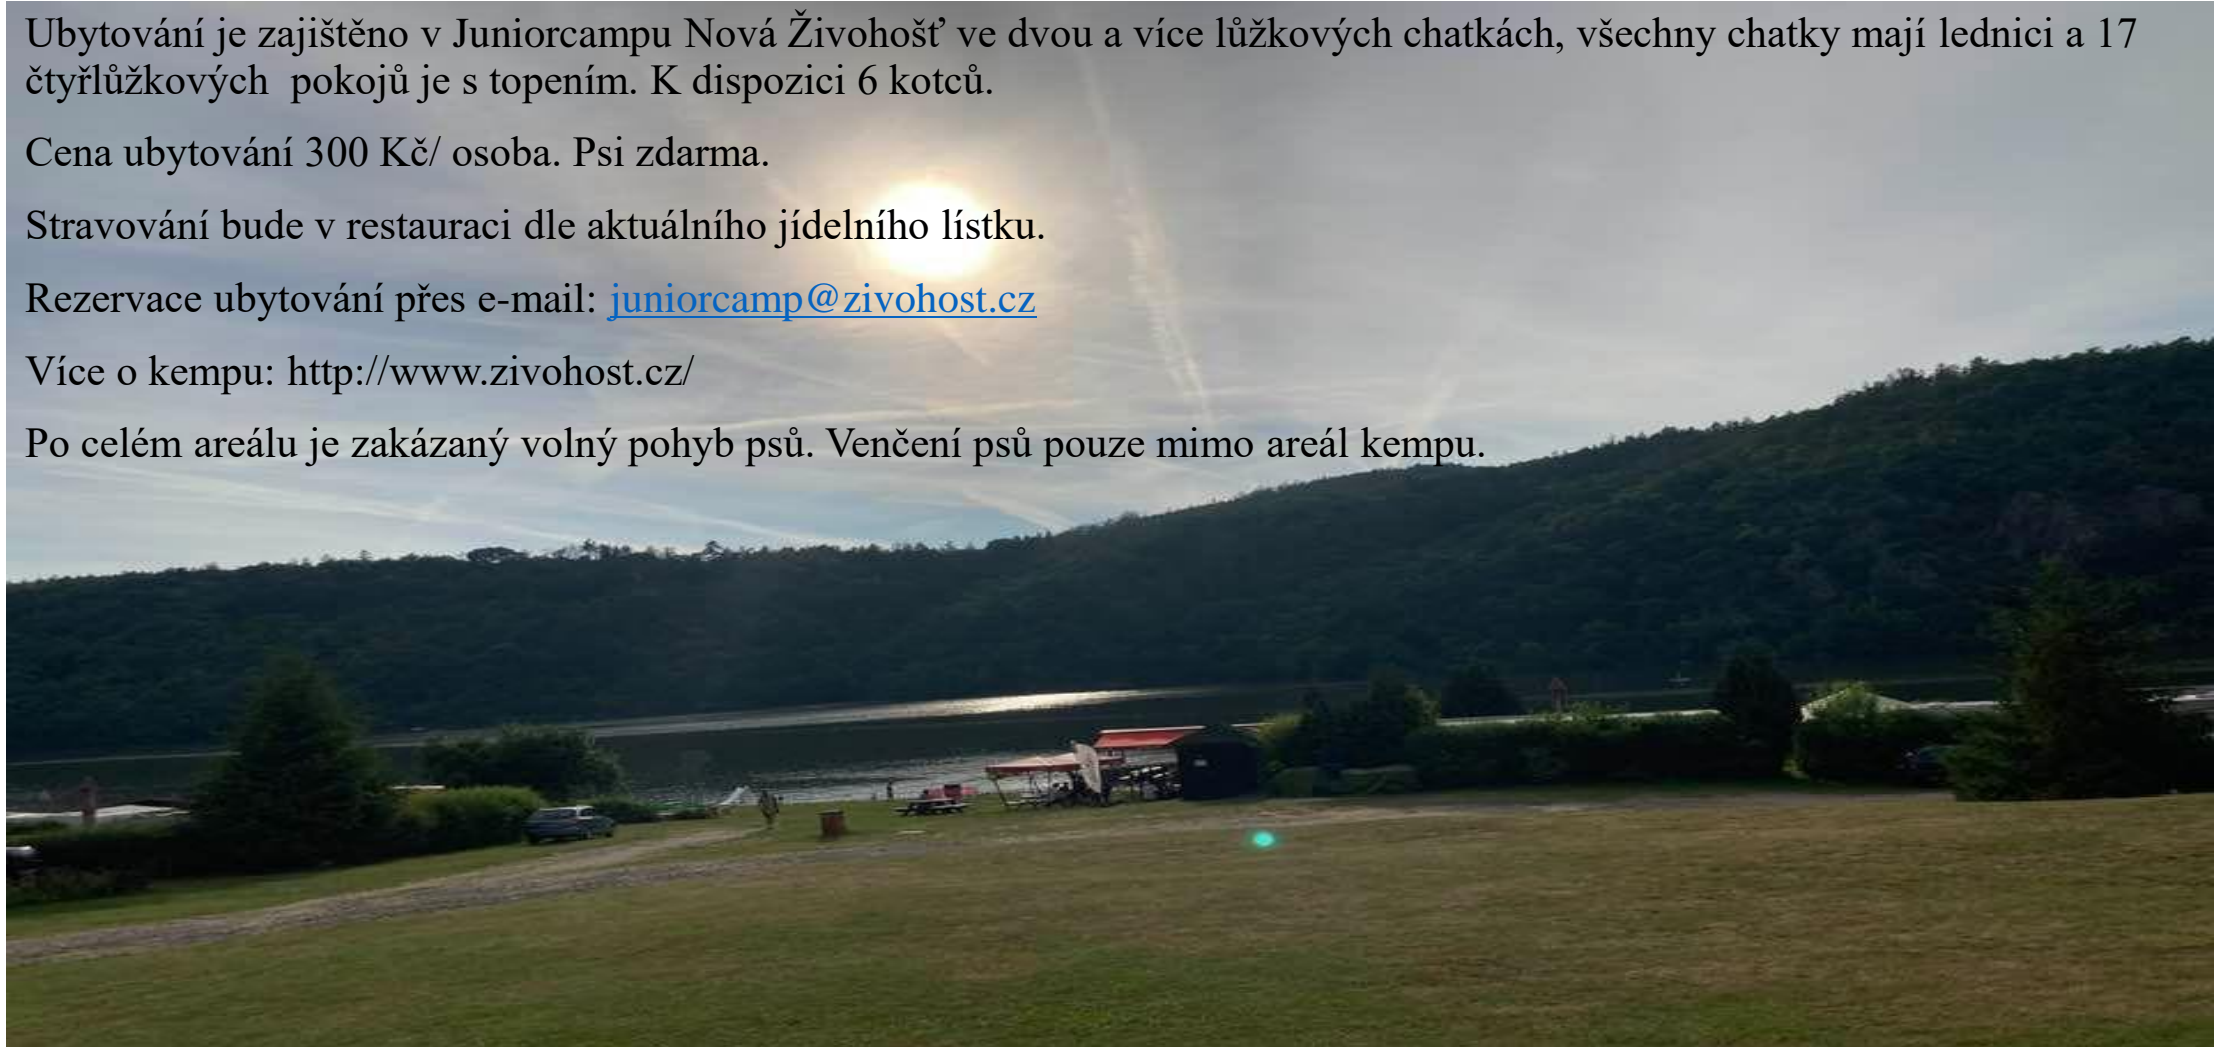 Ubytování je zajištěno v Juniorcampu Nová Živohošť ve dvou a více lůžkových chatkách, všechny chatky mají lednici a 17
čtyřlůžkových  pokojů je s topením. K dispozici 6 kotců.
Cena ubytování 300 Kč/ osoba. Psi zdarma.
Stravování bude v restauraci dle aktuálního jídelního lístku.
Rezervace ubytování přes e-mail: juniorcamp@zivohost.cz
Více o kempu: http://www.zivohost.cz/
Po celém areálu je zakázaný volný pohyb psů. Venčení psů pouze mimo areál kempu.